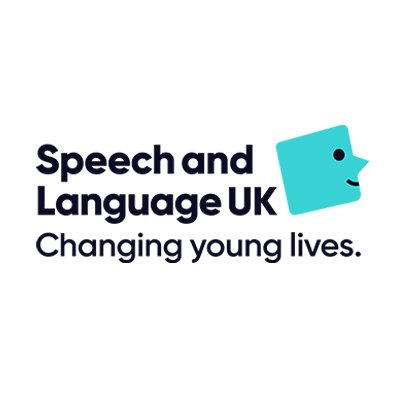 Speech and
Language UK
Changing young lives.